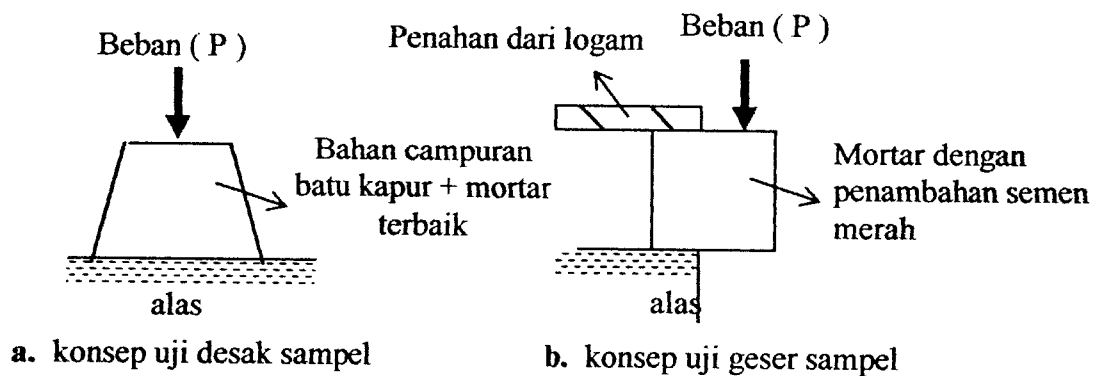 Beban ( P )
Bahan campuran
batu kapur + mortar
terbaik
alas
a. konsep uji desak sampel
Penahan dari logam
Beban ( P )
Mortar dengan
penambahan semen
merah
alas
b. konsep uji geser sampel